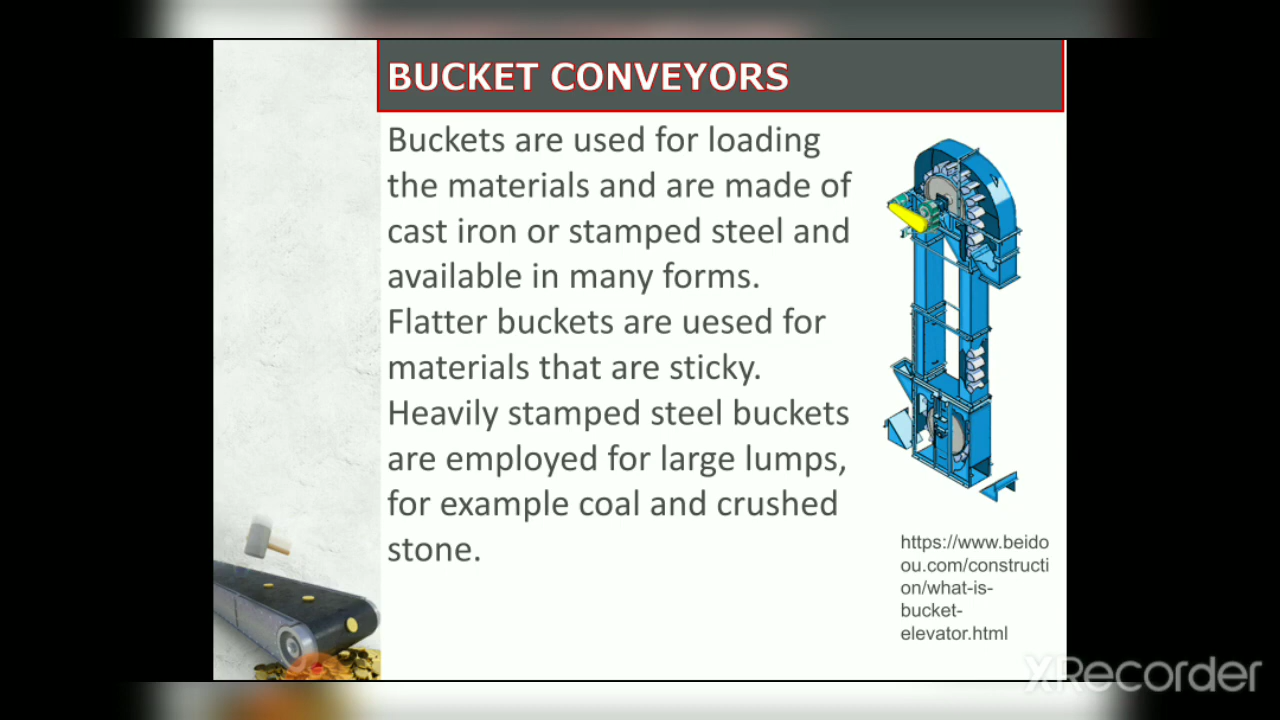 BUCKET CONVEYORS
Buckets are used for loading
the materials and are made of
cast iron or stamped steel and
available in many forms.
Flatter buckets are uesed for
materials that are sticky.
Heavily stamped steel buckets
are employed for large lumps,
for example coal and crushed
stone.
https://www.beido
ou.com/constructi
on/what-is-
bucket-
elevator.html
XRecorder